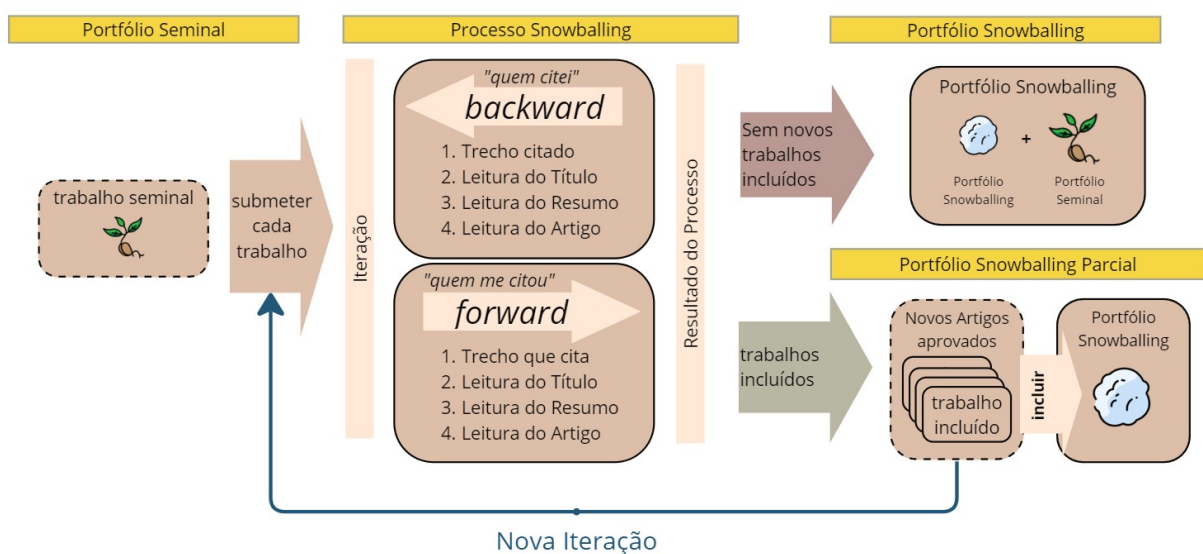 Portfólio Seminal
trabalho seminal
submeter
cada
trabalho
Processo Snowballing
Iteração
"quem citei"
backward
1. Trecho citado
2. Leitura do Título
3. Leitura do Resumo
4. Leitura do Artigo
"quem me citou"
forward
1. Trecho que cita
2. Leitura do Título
3. Leitura do Resumo
4. Leitura do Artigo
Resultado do Processo
Sem novos
trabalhos
incluídos
trabalhos
incluídos
Portfólio Snowballing
Portfólio Snowballing
+
Portfólio
Snowballing
Portfólio
Seminal
Portfólio Snowballing Parcial
Novos Artigos
aprovados
trabalho
incluído
incluir
Portfólio
Snowballing
Nova Iteração